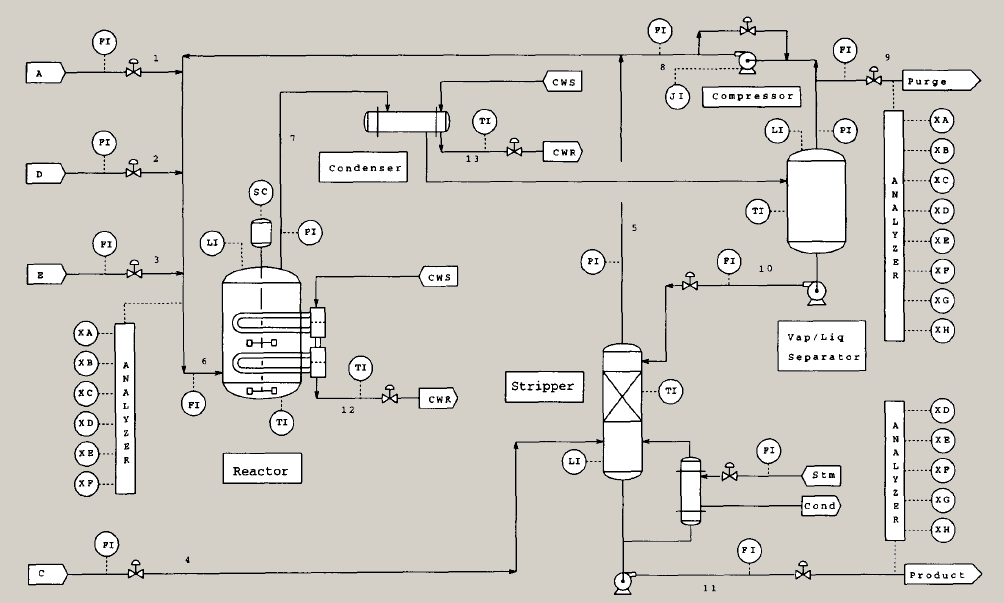 FI
1
A
FI
8
JI
Compressor
FI
9
Purge
CWS
7
TI
13
CWR
Condenser
LI
PI
XA
XB
XC
XD
XE
XF
XG
XH
ANALYZER
FI
2
D
SC
LI
PI
TI
5
PI
FI
10
Vap/Liq
Separator
FI
3
E
CWS
XA
XB
XC
XD
XE
XF
ANALYZER
6
FI
TI
12
CWR
TI
Reactor
Stripper
TI
LI
FI
Stm
Cond
XD
XE
XF
XG
XH
ANALYZER
FI
4
C
FI
11
Product